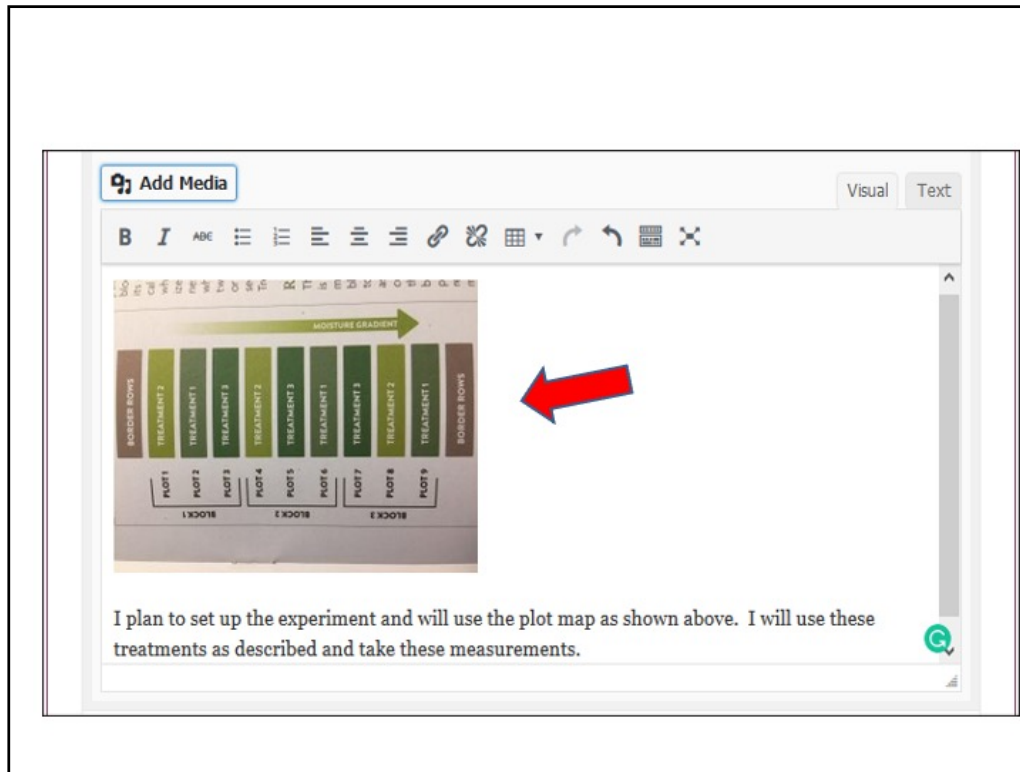 Add Media
Visual Text
B I ABC
MOISTURE GRADIENT
BORDER ROWS
TREATMENT 2
TREATMENT 1
TREATMENT 3
TREATMENT 2
TREATMENT 3
TREATMENT 1
TREATMENT 3
TREATMENT 2
TREATMENT 1
BORDER ROWS
PLOT 1
PLOT 2
PLOT 3
PLOT 4
PLOT 5
PLOT 6
PLOT 7
PLOT 8
PLOT 9
BLOCK 1
BLOCK 2
BLOCK 3
I plan to set up the experiment and will use the plot map as shown above. I will use these
treatments as described and take these measurements.